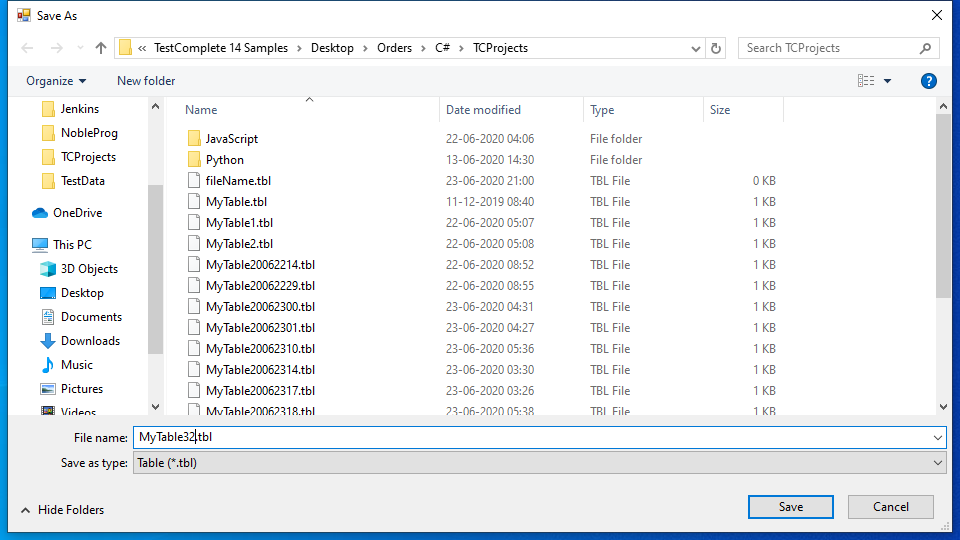 Save As
« TestComplete 14 Samples > Desktop > Orders > C# > TCProjects
Search TCProjects
Organize
New folder
Jenkins
NobleProg
TCProjects
TestData
OneDrive
This PC
3D Objects
Desktop
Documents
Downloads
Music
Pictures
Videos
Name Date modified Type Size
JavaScript 22-06-2020 04:06 File folder
Python 13-06-2020 14:30 File folder
fileName.tbl 23-06-2020 21:00 TBL File 0 KB
MyTable.tbl 11-12-2019 08:40 TBL File 1 KB
MyTable1.tbl 22-06-2020 05:07 TBL File 1 KB
MyTable2.tbl 22-06-2020 05:08 TBL File 1 KB
MyTable20062214.tbl 22-06-2020 08:52 TBL File 1 KB
MyTable20062229.tbl 22-06-2020 08:55 TBL File 1 KB
MyTable20062300.tbl 23-06-2020 04:31 TBL File 1 KB
MyTable20062301.tbl 23-06-2020 04:27 TBL File 1 KB
MyTable20062310.tbl 23-06-2020 05:36 TBL File 1 KB
MyTable20062314.tbl 23-06-2020 03:30 TBL File 1 KB
MyTable20062317.tbl 23-06-2020 03:26 TBL File 1 KB
MyTable20062318.tbl 23-06-2020 05:38 TBL File 1 KB
File name: MyTable32.tbl
Save as type: Table (*.tbl)
Hide Folders
Save
Cancel